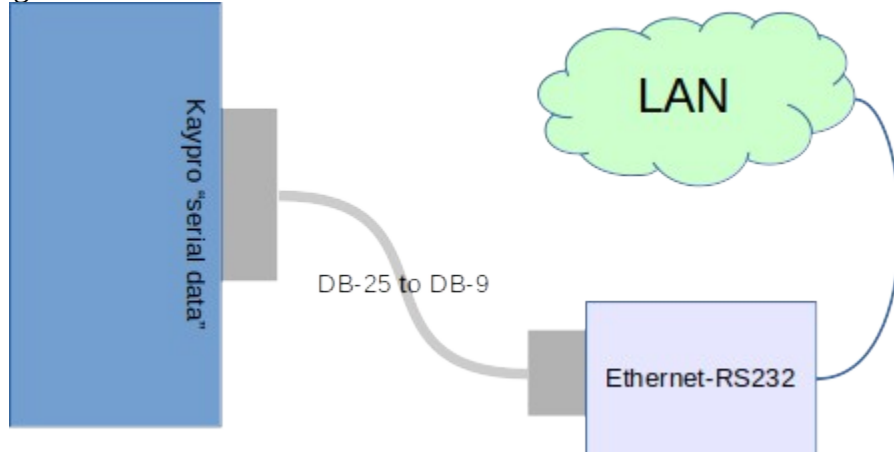 Kaypro “serial data”
LAN
DB-25 to DB-9
Ethernet-RS232